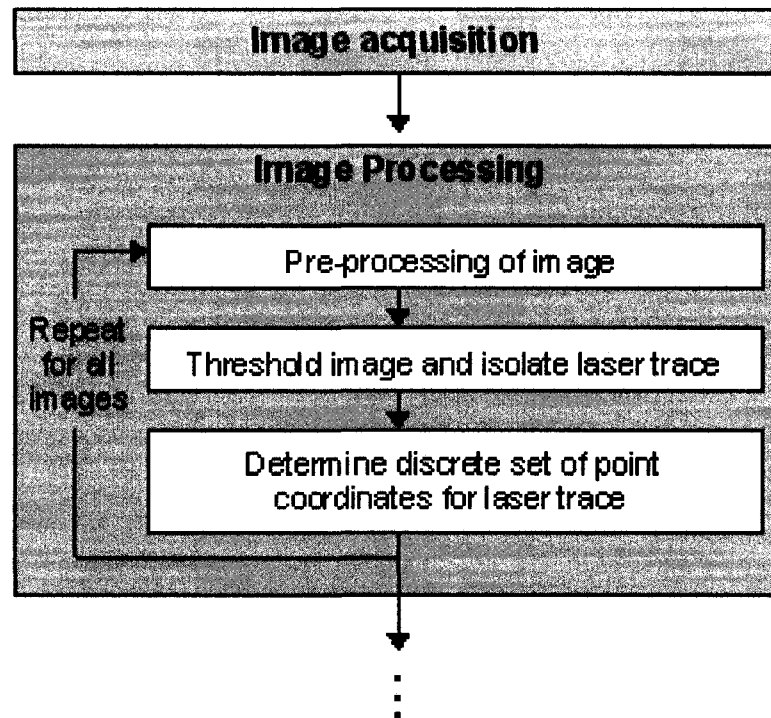 Image acquisition
Image Processing
Pre-processing of image
Repeat
for all
images
Threshold image and isolate laser trace
Determine discrete set of point
coordinates for laser trace